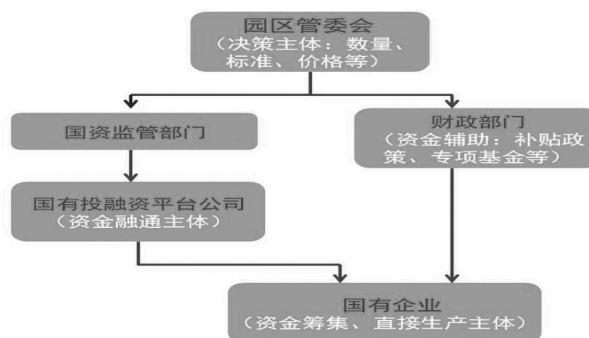 园区管委会
（决策主体：数量、
标准、价格等）
国资监管部门
财政部门
（资金辅助：补贴政
策、专项基金等）
国有投融资平台公司
（资金融通主体）
国有企业
（资金筹集、直接生产主体）